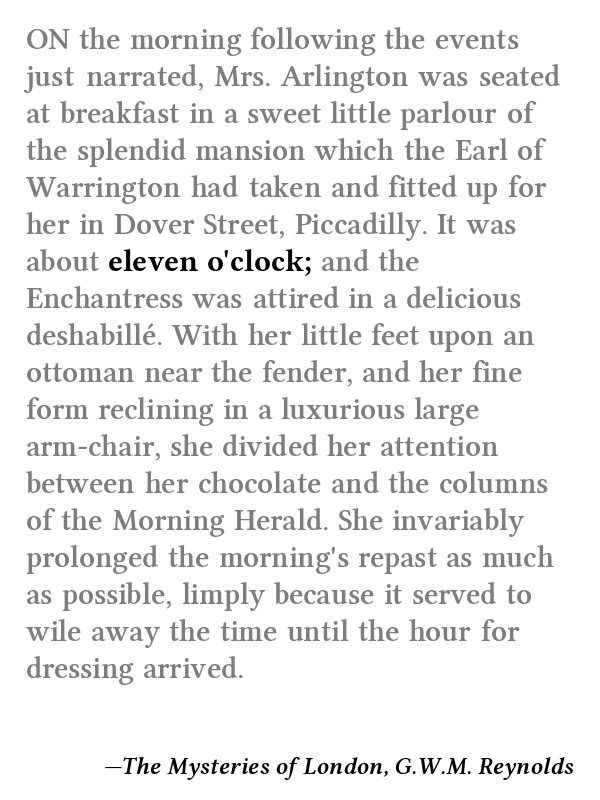 ON the morning following the events
just narrated, Mrs. Arlington was seated
at breakfast in a sweet little parlour of
the splendid mansion which the Earl of
Warrington had taken and fitted up for
her in Dover Street, Piccadilly. It was
about eleven o'clock; and the
Enchantress was attired in a delicious
deshabillé. With her little feet upon an
ottoman near the fender, and her fine
form reclining in a luxurious large
arm-chair, she divided her attention
between her chocolate and the columns
of the Morning Herald. She invariably
prolonged the morning's repast as much
as possible, limply because it served to
wile away the time until the hour for
dressing arrived.
—The Mysteries of London, G.W.M. Reynolds